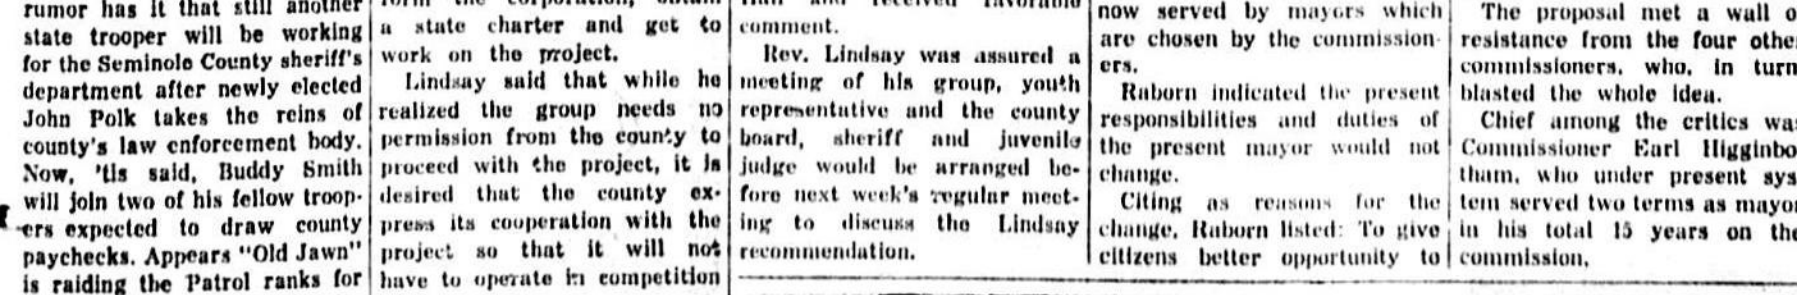 rumor has it that still another
state trooper will be working
for the Seminole County sheriff's
department after newly elected
John Polk takes the reins of
county's law enforcement body.
Now, 'tis said, Buddy Smith
will join two of his fellow troop-
ers expected to draw county
paychecks. Appears "Old Jawn"
is raiding the Patrol ranks for
a state charter and get to
work on the project.
Lindsay said that while he
realized the group needs no
permission from the county to
proceed with the project, it is
desired that the county ex-
press its cooperation with the
project so that it will not
have to operate in competition
comment.
Rev. Lindsay was assured a
meeting of his group, youth
representative and the county
board, sheriff and juvenile
judge would be arranged be-
fore next week's regular meet-
ing to discuss the Lindsay
recommendation.
now served by mayors which
are chosen by the commission-
ers.
Raborn indicated the present
responsibilities and duties of
the present mayor would not
change.
Citing as reasons for the
change, Raborn listed: To give
citizens better opportunity to
The proposal met a wall o
resistance from the four othe
commissioners, who, in turn
blasted the whole idea.
Chief among the critics wa
Commissioner Earl Higginbo
tham, who under present sys
tem served two terms as mayo
in his total 15 years on the
commission,